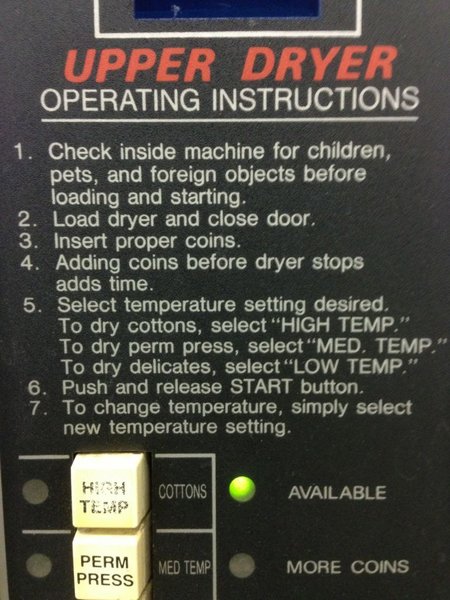 UPPER DRYER
OPERATING INSTRUCTIONS
1. Check inside machine for children,
pets, and foreign objects before
loading and starting.
2. Load dryer and close door.
3. Insert proper coins.
4. Adding coins before dryer stops
adds time.
5. Select temperature setting desired.
To dry cottons, select "HIGH TEMP."
To dry perm press, select "MED. TEMP."
To dry delicates, select "LOW TEMP."
6. Push and release START button.
7. To change temperature, simply select
new temperature setting.
HIGH
TEMP
COTTONS
AVAILABLE
PERM
PRESS
MED TEMP
MORE COINS